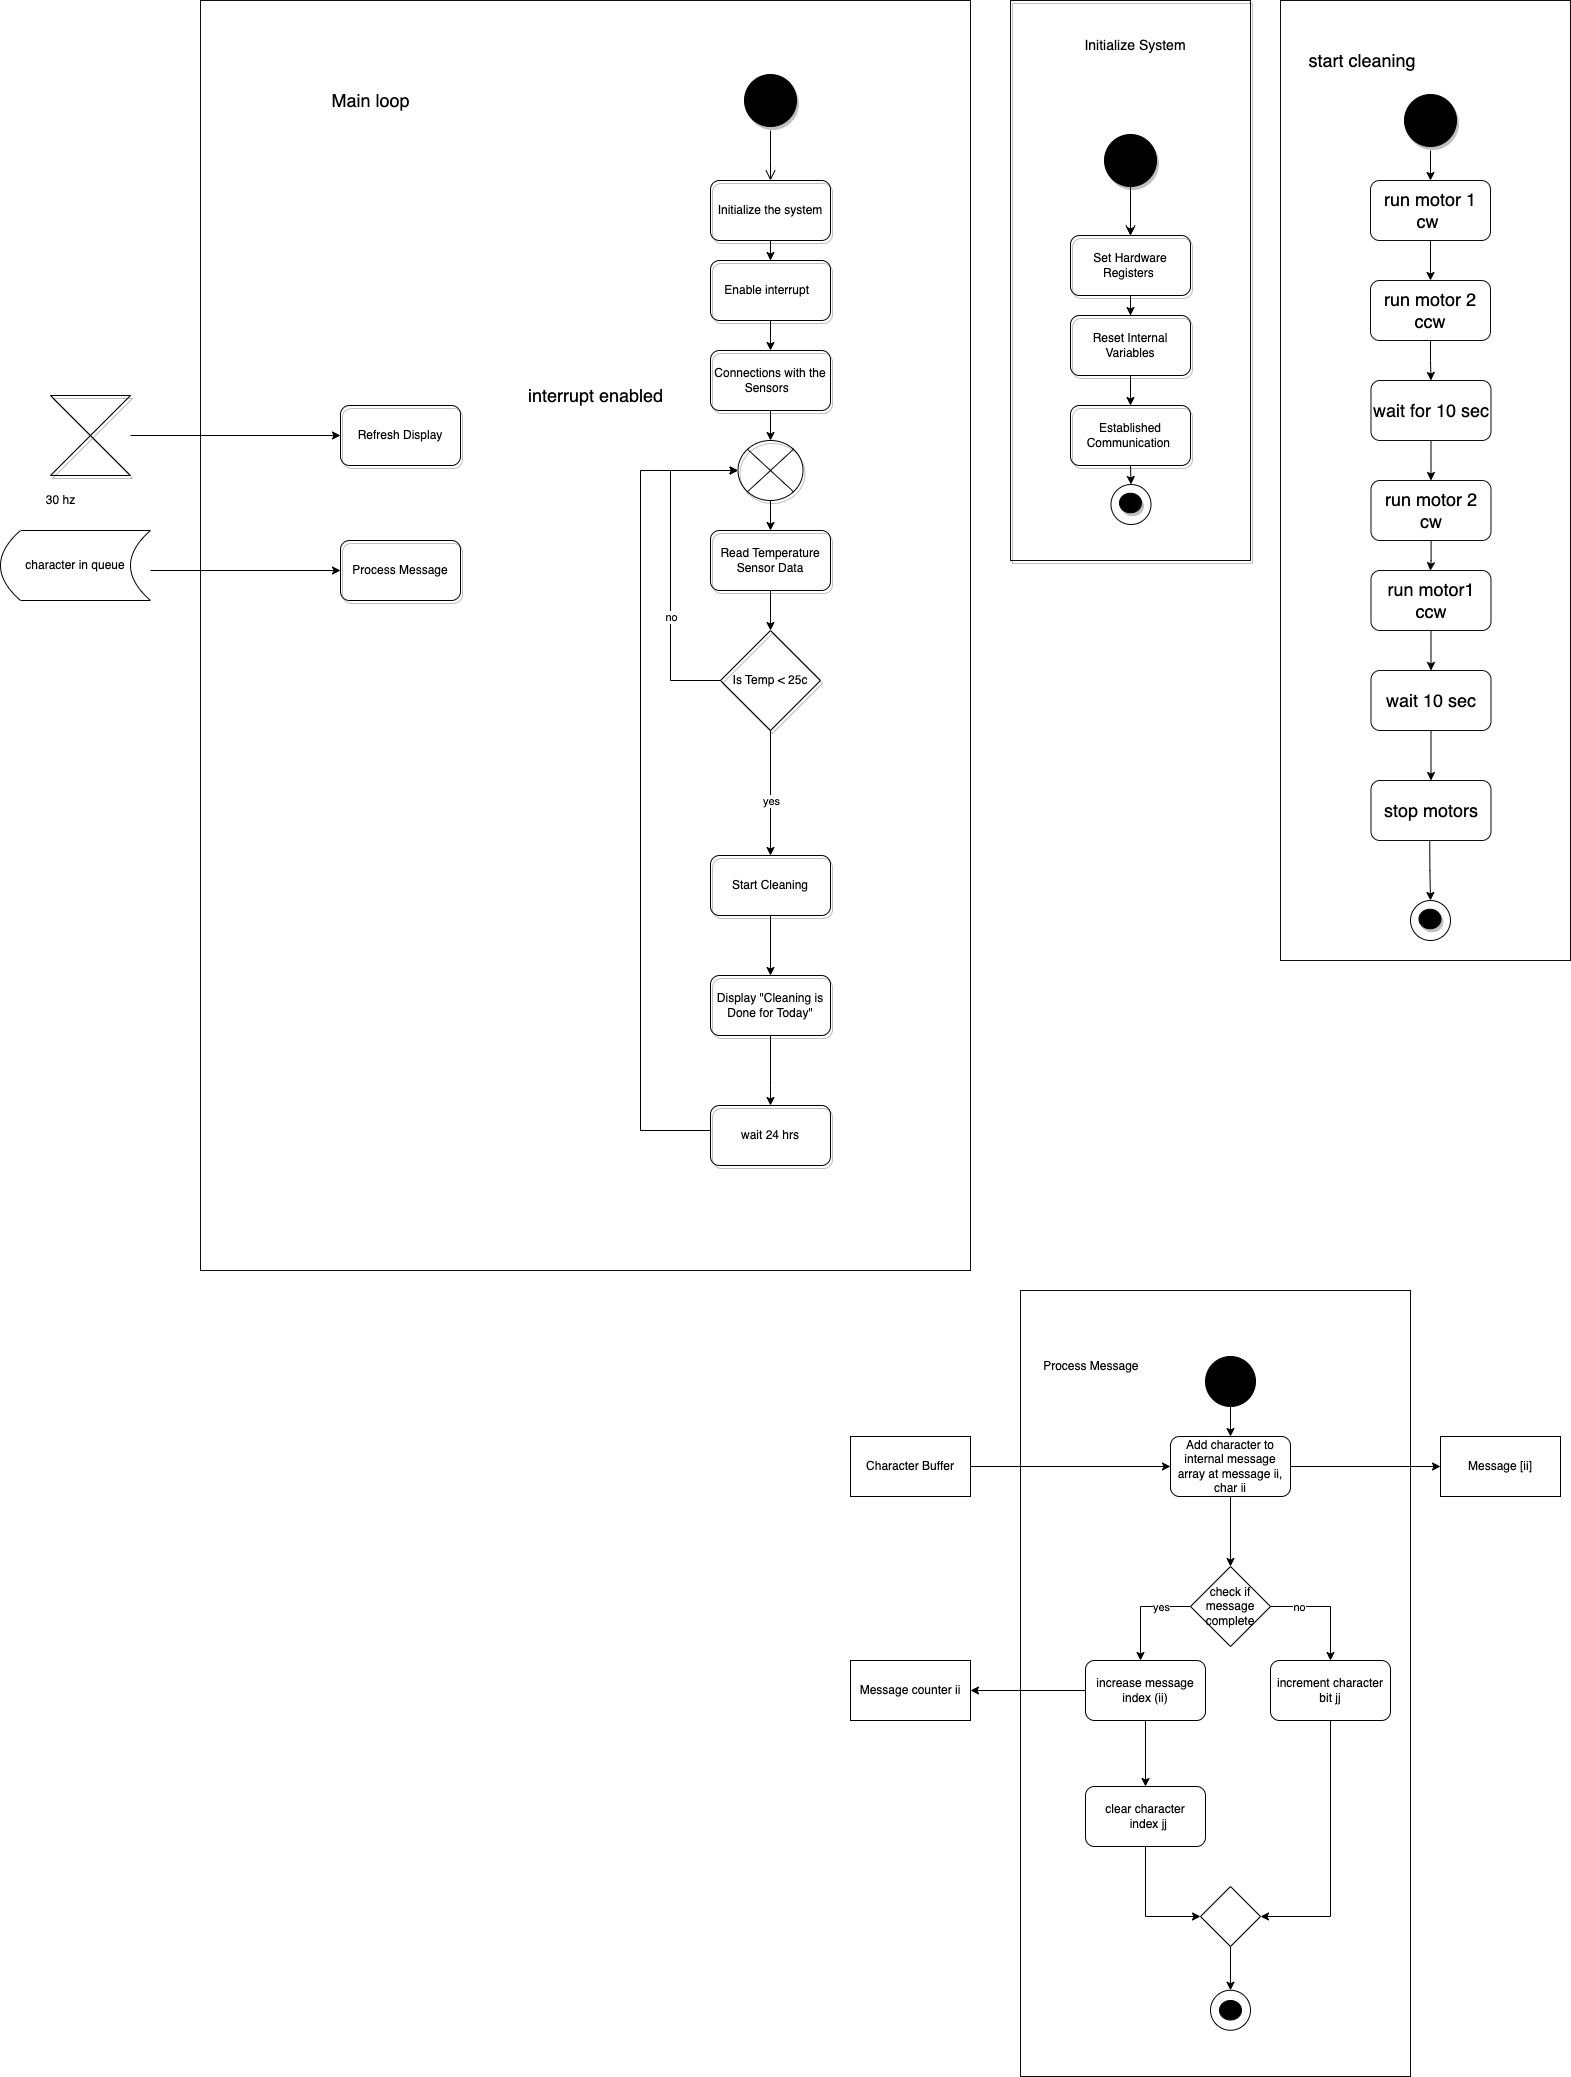 Main loop
Initialize the system
Enable interrupt
Connections with the
Sensors
interrupt enabled
Refresh Display
30 hz
character in queue
Process Message
Read Temperature
Sensor Data
no
Is Temp < 25c
yes
Start Cleaning
Display "Cleaning is
Done for Today"
wait 24 hrs
Initialize System
Set Hardware
Registers
Reset Internal
Variables
Established
Communication
start cleaning
run motor 1
cw
run motor 2
ccw
wait for 10 sec
run motor 2
cw
run motor1
ccw
wait 10 sec
stop motors
Process Message
Character Buffer
Add character to
internal message
array at message ii,
char ii
Message [ii]
check if
message
complete
yes
no
Message counter ii
increase message
index (ii)
increment character
bit jj
clear character
index jj